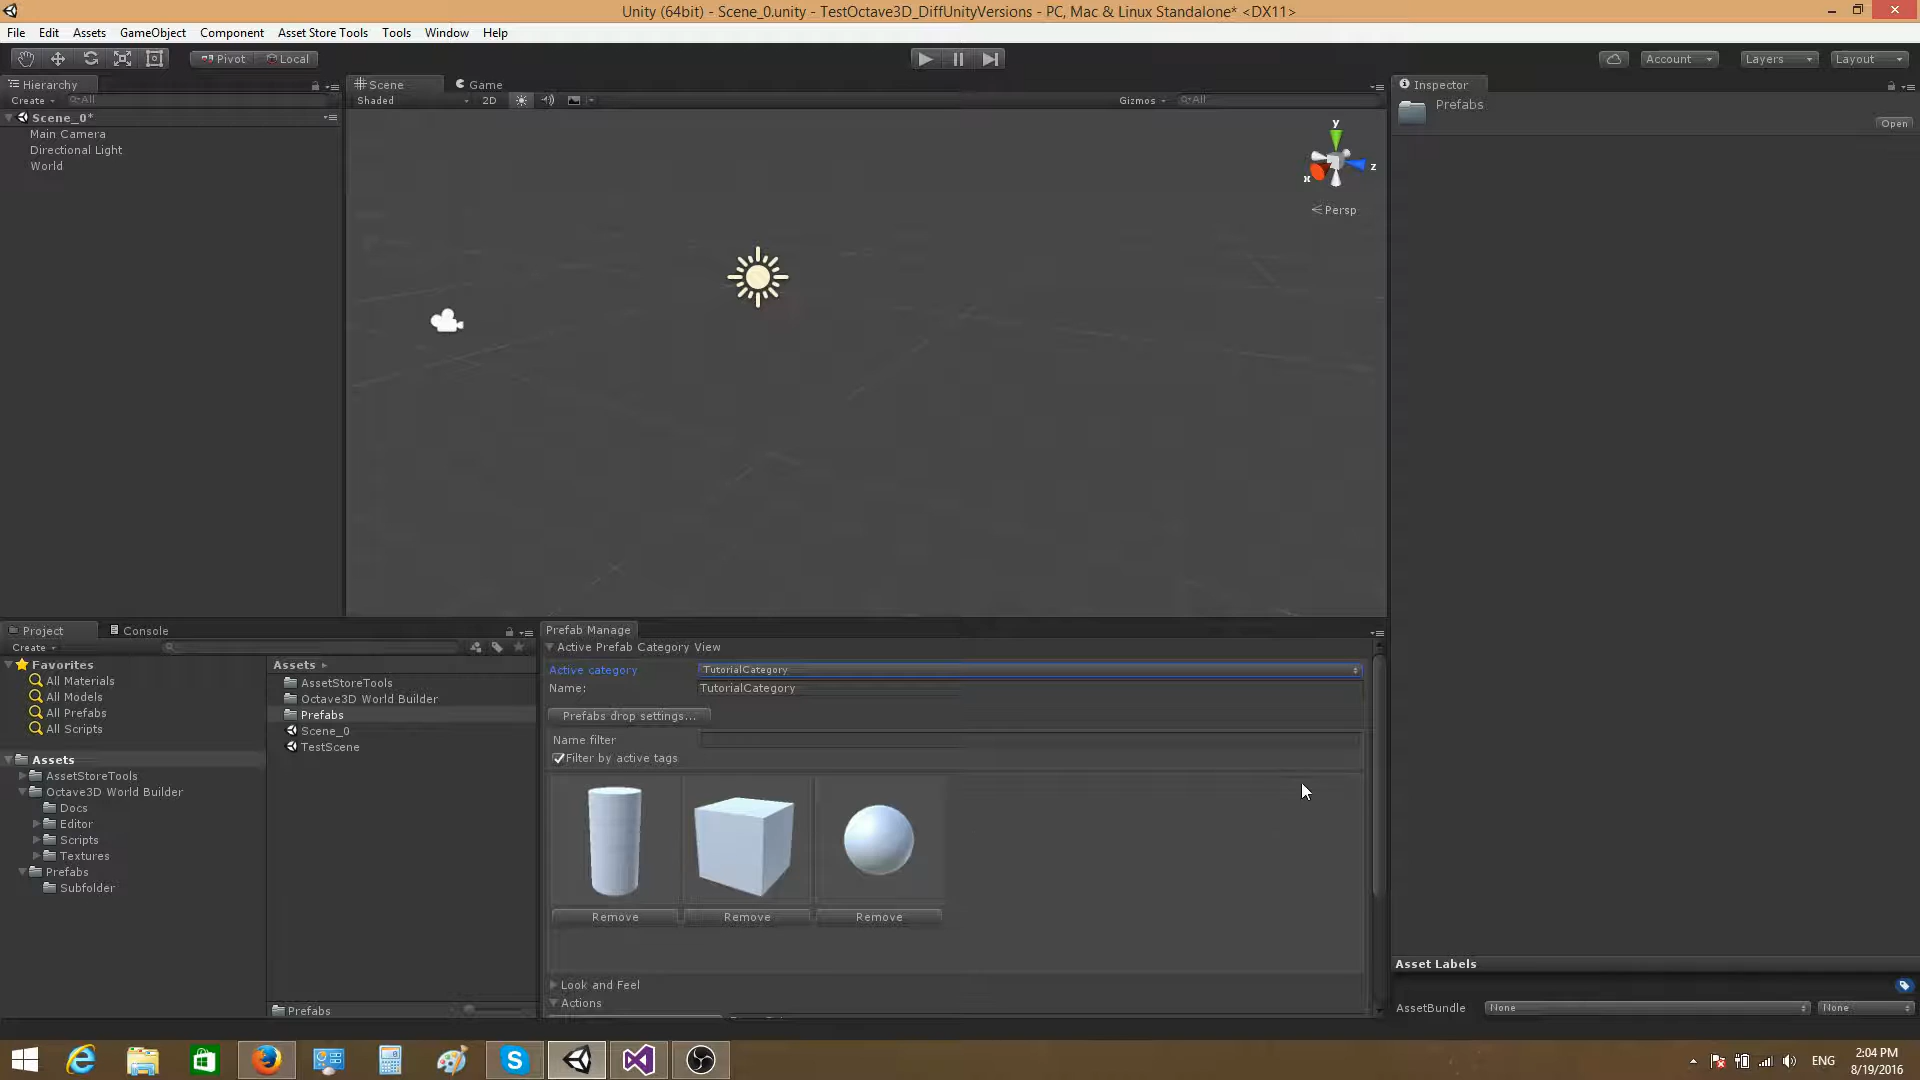 Unity (64bit) - Scene_0.unity - TestOctave3D_DiffUnityVersions - PC, Mac & Linux Standalone* <DX11>
File Edit Assets GameObject Component Asset Store Tools Tools Window Help
Pivot Local Account Layers Layout
Hierarchy
Create All
Scene_0*
Main Camera
Directional Light
World
Scene Game
Shaded 2D Gizmos All
y
x z
Persp
Inspector
Prefabs
Open
Project Console
Create
Favorites
All Materials
All Models
All Prefabs
All Scripts
Assets
AssetStoreTools
Octave3D World Builder
Docs
Editor
Scripts
Textures
Prefabs
Subfolder
Assets
AssetStoreTools
Octave3D World Builder
Prefabs
Scene_0
TestScene
Prefabs
Prefab Manage
Active Prefab Category View
Active category TutorialCategory
Name: TutorialCategory
Prefabs drop settings...
Name filter
Filter by active tags
Remove Remove Remove
Look and Feel
Actions
Asset Labels
AssetBundle None None
ENG
2:04 PM
8/19/2016